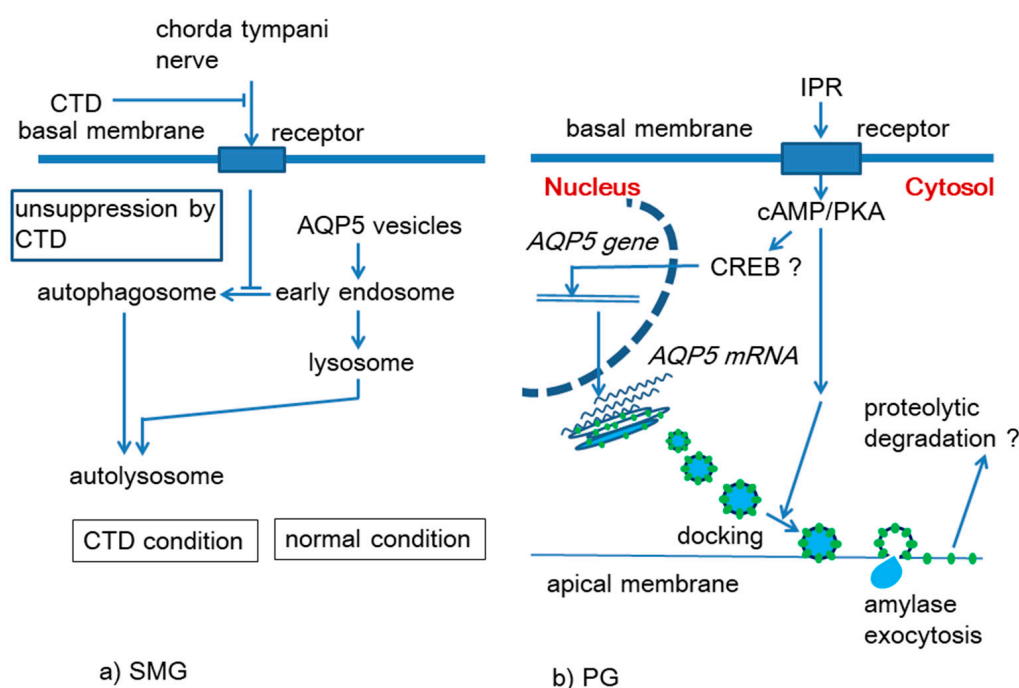 chorda tympani
nerve
CTD
basal membrane
receptor
unsuppression by
CTD
AQP5 vesicles
autophagosome
early endosome
lysosome
autolysosome
CTD condition
normal condition
a) SMG
IPR
basal membrane
receptor
Nucleus
Cytosol
cAMP/PKA
AQP5 gene
CREB ?
AQP5 mRNA
proteolytic
degradation ?
docking
apical membrane
amylase
exocytosis
b) PG